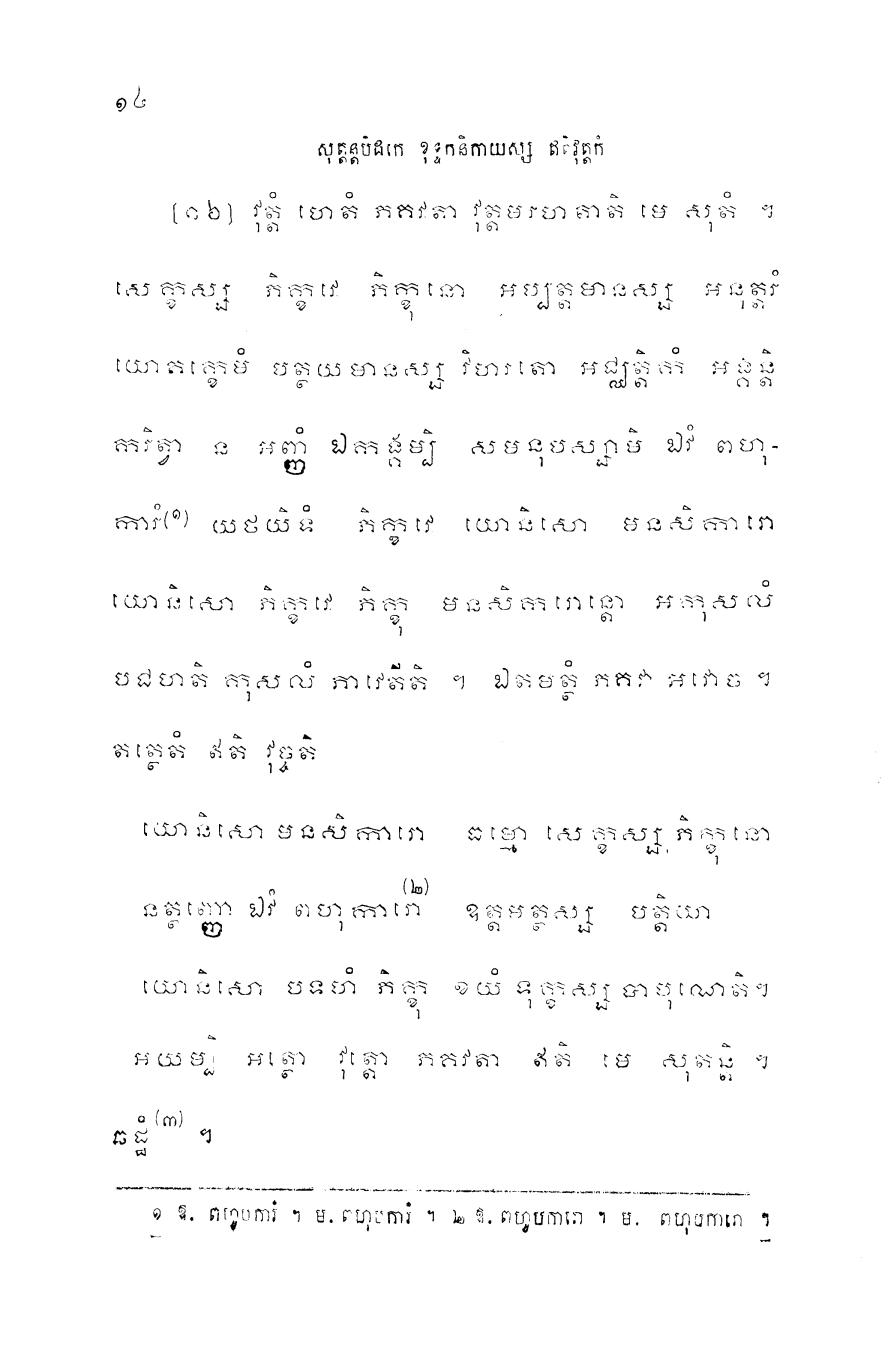 ១៤
សុត្តន្តបិដកេ ខុទ្ទកនិកាយស្ស ឥតិវុត្តកំ
[១៦] វុត្តំ ហេតំ ភគវតា វុត្តមរហតាតិ មេ សុតំ ។
សេក្ខស្ស ភិក្ខវេ ភិក្ខុនោ អប្បត្តមានសស្ស អនុត្តរំ
យោគក្ខេមំ បត្ថយមានស្ស វិហរតោ អជ្ឈត្តិកំ អង្គន្តិ
ករិត្វា ន អញ្ញំ ឯកង្គម្បិ សមនុបស្សាមិ ឯវំ ពហុ-
ការំ(១) យថយិទំ ភិក្ខវេ យោនិសោ មនសិការោ
យោនិសោ ភិក្ខវេ ភិក្ខុ មនសិករោន្តោ អកុសលំ
បជហតិ កុសលំ ភាវេតីតិ ។ ឯតមត្ថំ ភគវា អវោច ។
តត្ថេតំ ឥតិ វុច្ចតិ
យោនិសោ មនសិការោ ធម្មោ សេក្ខស្ស ភិក្ខុនោ
នត្ថញ្ញោ ឯវំ ពហុការោ(២) ឧត្តមត្ថស្ស បត្តិយា
យោនិសោ បទហំ ភិក្ខុ ខយំ ទុក្ខស្ស បាបុណេតិ។
អយម្បិ អត្ថោ វុត្តោ ភគវតា ឥតិ មេ សុតន្តិ ។
ឆដ្ឋំ(៣) ។
១ ឱ. ពហូបការំ ។ ម. ពហុបការំ ។ ២ ឱ. ពហូបការោ ។ ម. ពហុបការោ ។